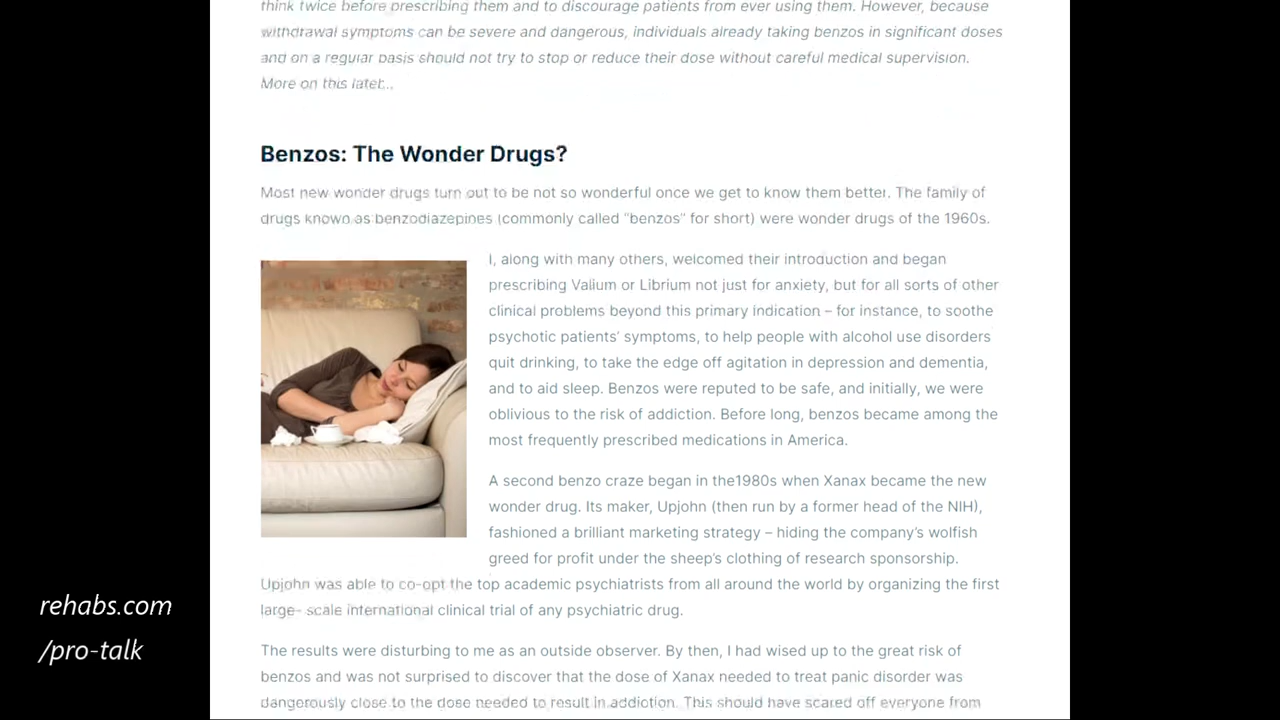 think twice before prescribing them and to discourage patients from ever using them. However, because
withdrawal symptoms can be severe and dangerous, individuals already taking benzos in significant doses
and on a regular basis should not try to stop or reduce their dose without careful medical supervision.
More on this later...
Benzos: The Wonder Drugs?
Most new wonder drugs turn out to be not so wonderful once we get to know them better. The family of
drugs known as benzodiazepines (commonly called "benzos" for short) were wonder drugs of the 1960s.
I, along with many others, welcomed their introduction and began
prescribing Valium or Librium not just for anxiety, but for all sorts of other
clinical problems beyond this primary indication – for instance, to soothe
psychotic patients' symptoms, to help people with alcohol use disorders
quit drinking, to take the edge off agitation in depression and dementia,
and to aid sleep. Benzos were reputed to be safe, and initially, we were
oblivious to the risk of addiction. Before long, benzos became among the
most frequently prescribed medications in America.
A second benzo craze began in the1980s when Xanax became the new
wonder drug. Its maker, Upjohn (then run by a former head of the NIH),
fashioned a brilliant marketing strategy – hiding the company's wolfish
greed for profit under the sheep's clothing of research sponsorship.
Upjohn was able to co-opt the top academic psychiatrists from all around the world by organizing the first
large- scale international clinical trial of any psychiatric drug.
The results were disturbing to me as an outside observer. By then, I had wised up to the great risk of
benzos and was not surprised to discover that the dose of Xanax needed to treat panic disorder was
dangerously close to the dose needed to result in addiction. This should have scared off everyone from
rehabs.com
/pro-talk